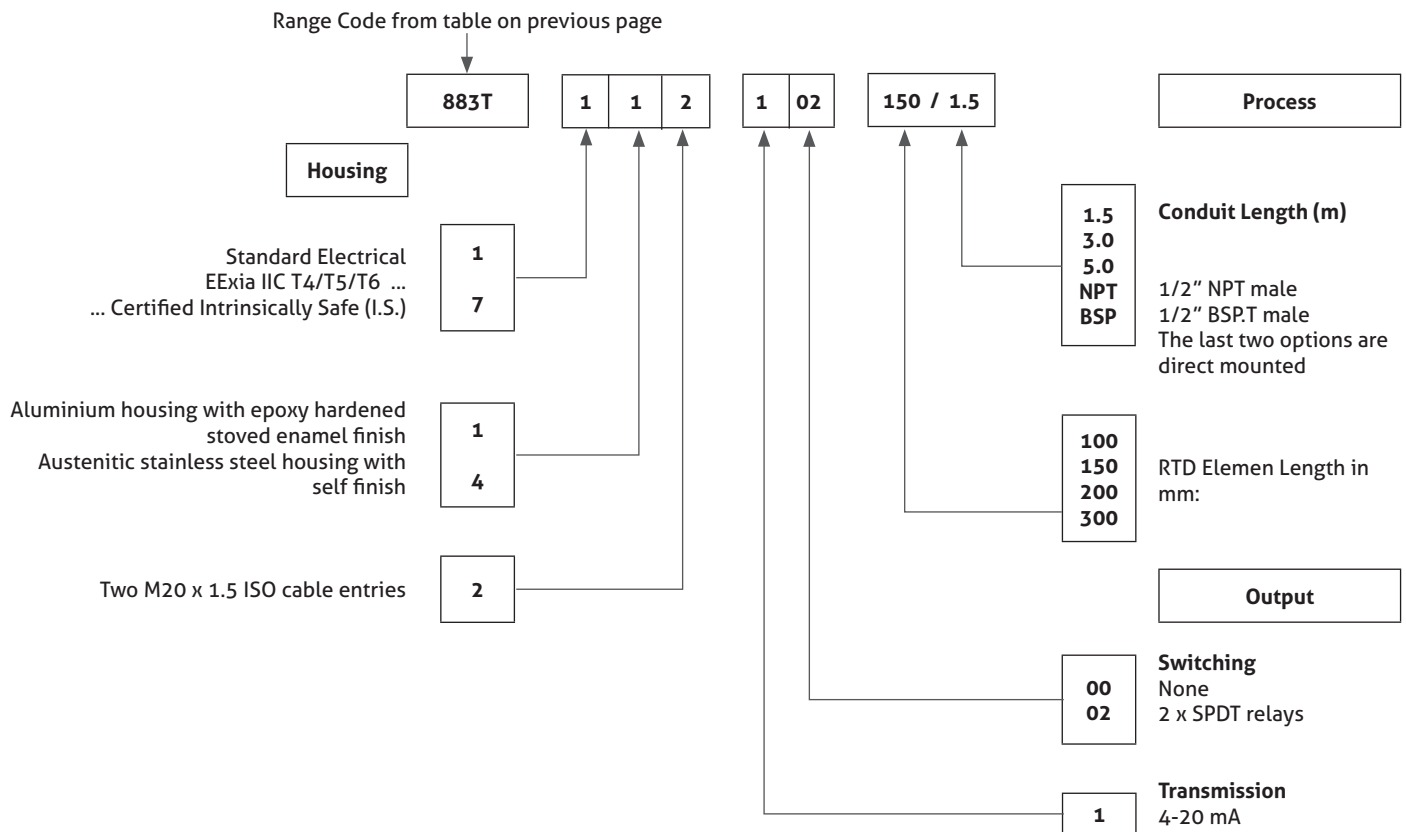 Range Code from table on previous page
883T 1 1 2 1 02 150 / 1.5
Process
Housing
Standard Electrical
EExia IIC T4/T5/T6 ...
... Certified Intrinsically Safe (I.S.)
1
7
Aluminium housing with epoxy hardened
stoved enamel finish
Austenitic stainless steel housing with
self finish
1
4
Two M20 x 1.5 ISO cable entries
2
1.5
3.0
5.0
NPT
BSP
Conduit Length (m)
1/2” NPT male
1/2” BSP.T male
The last two options are
direct mounted
100
150
200
300
RTD Elemen Length in
mm:
Output
00
02
Switching
None
2 x SPDT relays
1
Transmission
4-20 mA